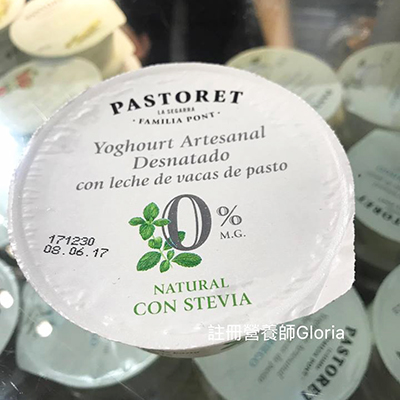 PASTORET
LA SEGARRA
· FAMILIA PONT ·
Yoghourt Artesanal
Desnatado
con leche de vacas de pasto
0%
M.G.
171230
08.06.17
NATURAL
CON STEVIA
註冊營養師Gloria
PASTORET